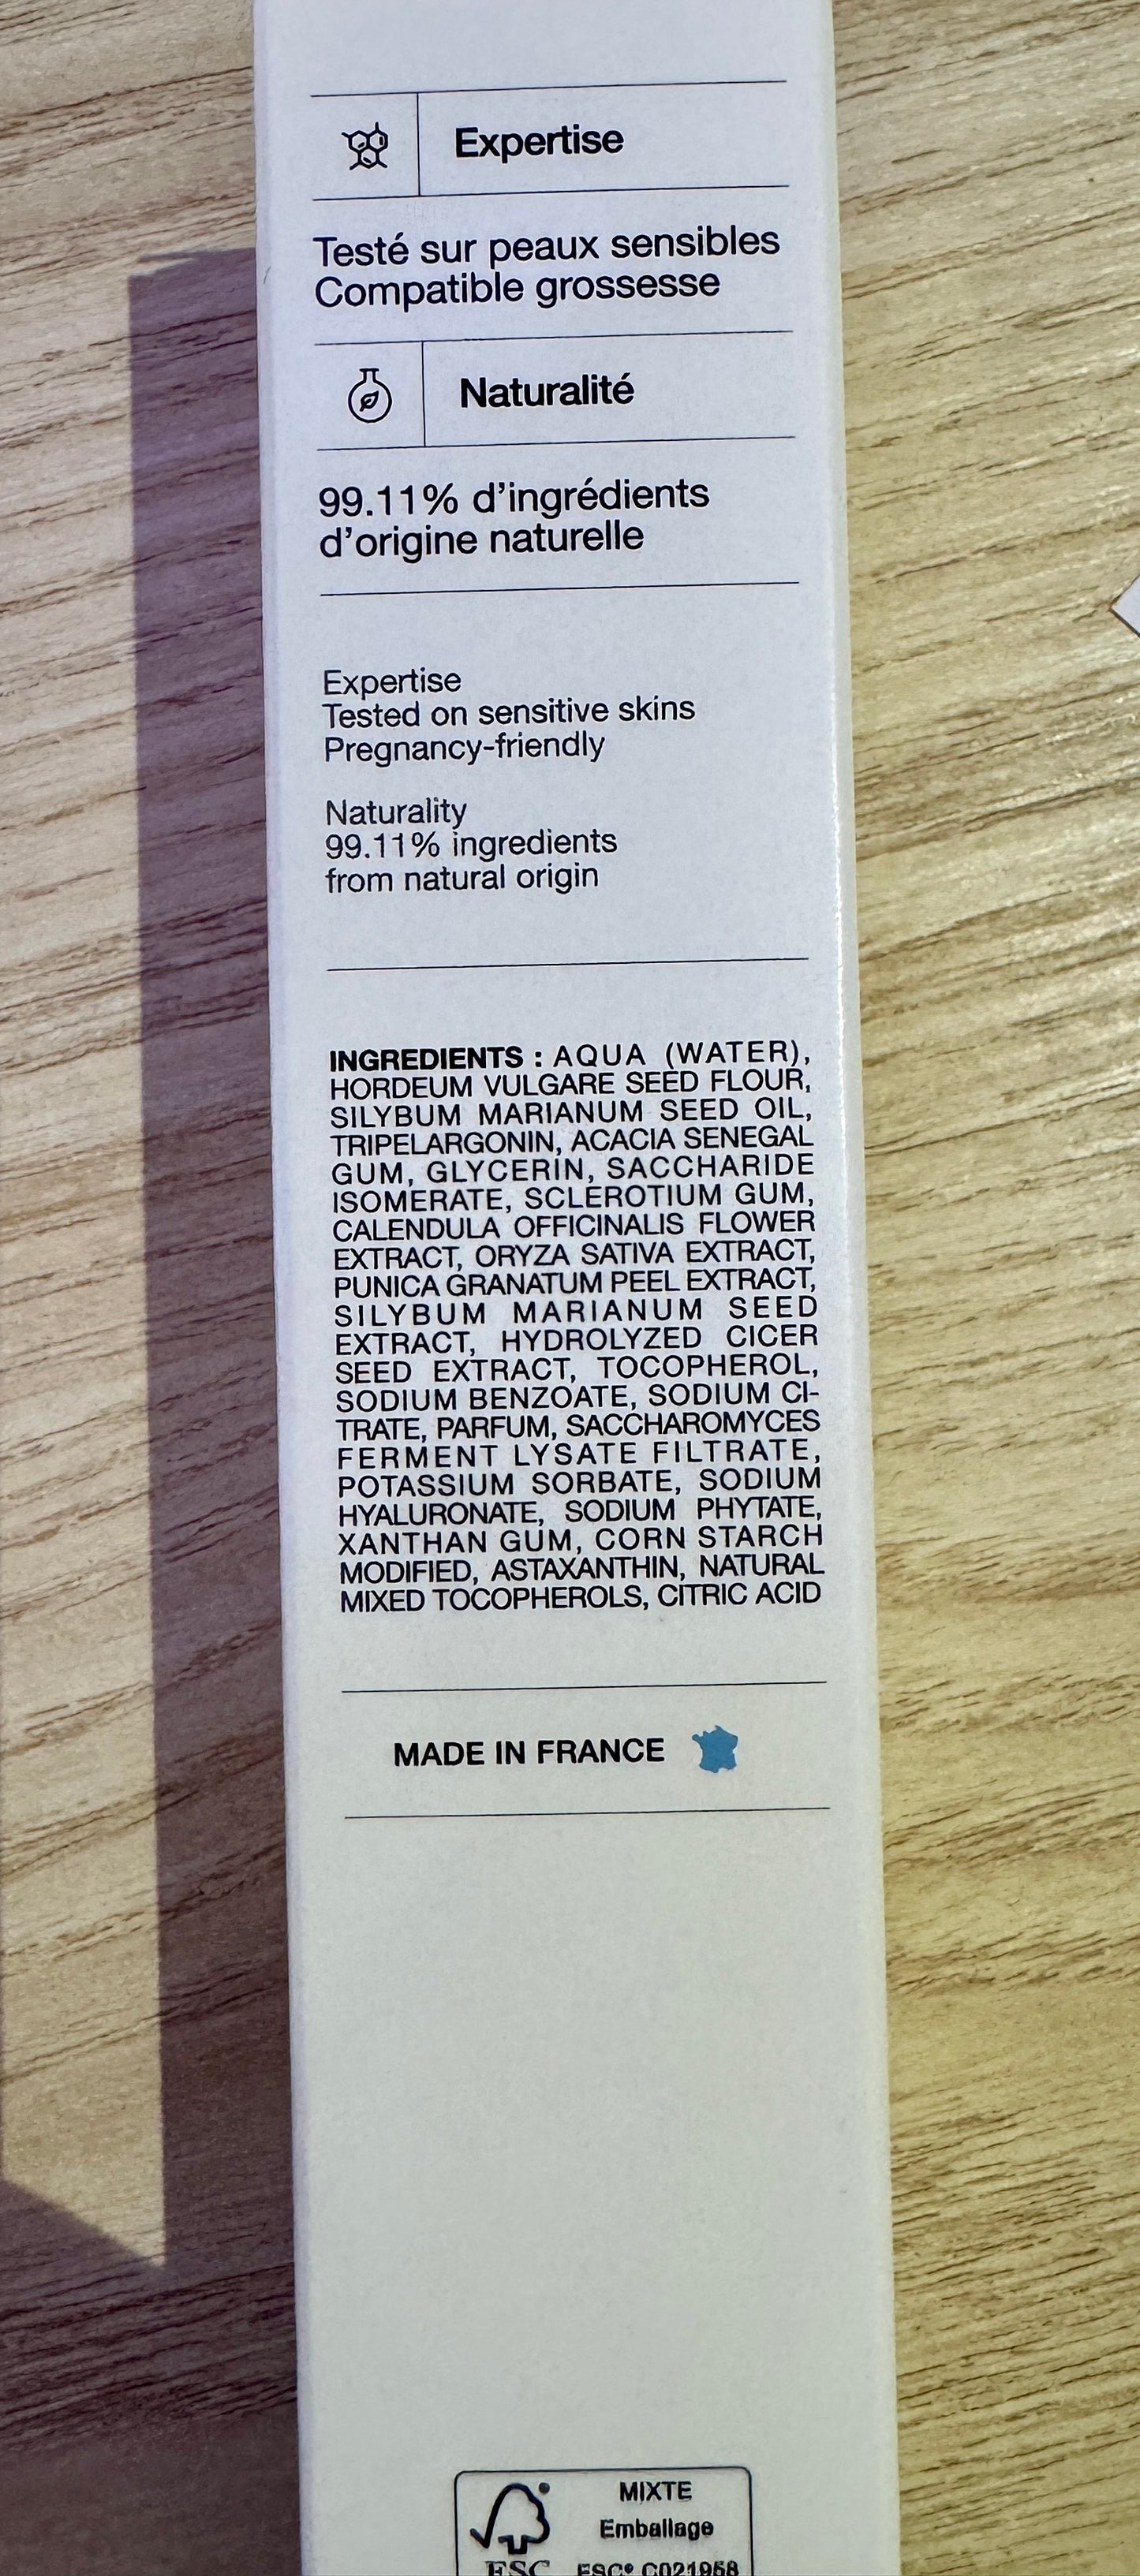 Expertise
Testé sur peaux sensibles
Compatible grossesse
Naturalité
99.11% d'ingrédients
d'origine naturelle
Expertise
Tested on sensitive skins
Pregnancy-friendly
Naturality
99.11% ingredients
from natural origin
INGREDIENTS : AQUA (WATER),
HORDEUM VULGARE SEED FLOUR,
SILYBUM MARIANUM SEED OIL,
TRIPELARGONIN, ACACIA SENEGAL
GUM, GLYCERIN, SACCHARIDE
ISOMERATE, SCLEROTIUM GUM,
CALENDULA OFFICINALIS FLOWER
EXTRACT, ORYZA SATIVA EXTRACT,
PUNICA GRANATUM PEEL EXTRACT,
SILYBUM MARIANUM SEED
EXTRACT, HYDROLYZED CICER
SEED EXTRACT, TOCOPHEROL,
SODIUM BENZOATE, SODIUM CI-
TRATE, PARFUM, SACCHAROMYCES
FERMENT LYSATE FILTRATE,
POTASSIUM SORBATE, SODIUM
HYALURONATE, SODIUM PHYTATE,
XANTHAN GUM, CORN STARCH
MODIFIED, ASTAXANTHIN, NATURAL
MIXED TOCOPHEROLS, CITRIC ACID
MADE IN FRANCE
MIXTE
Emballage
FSC FSC® C021958